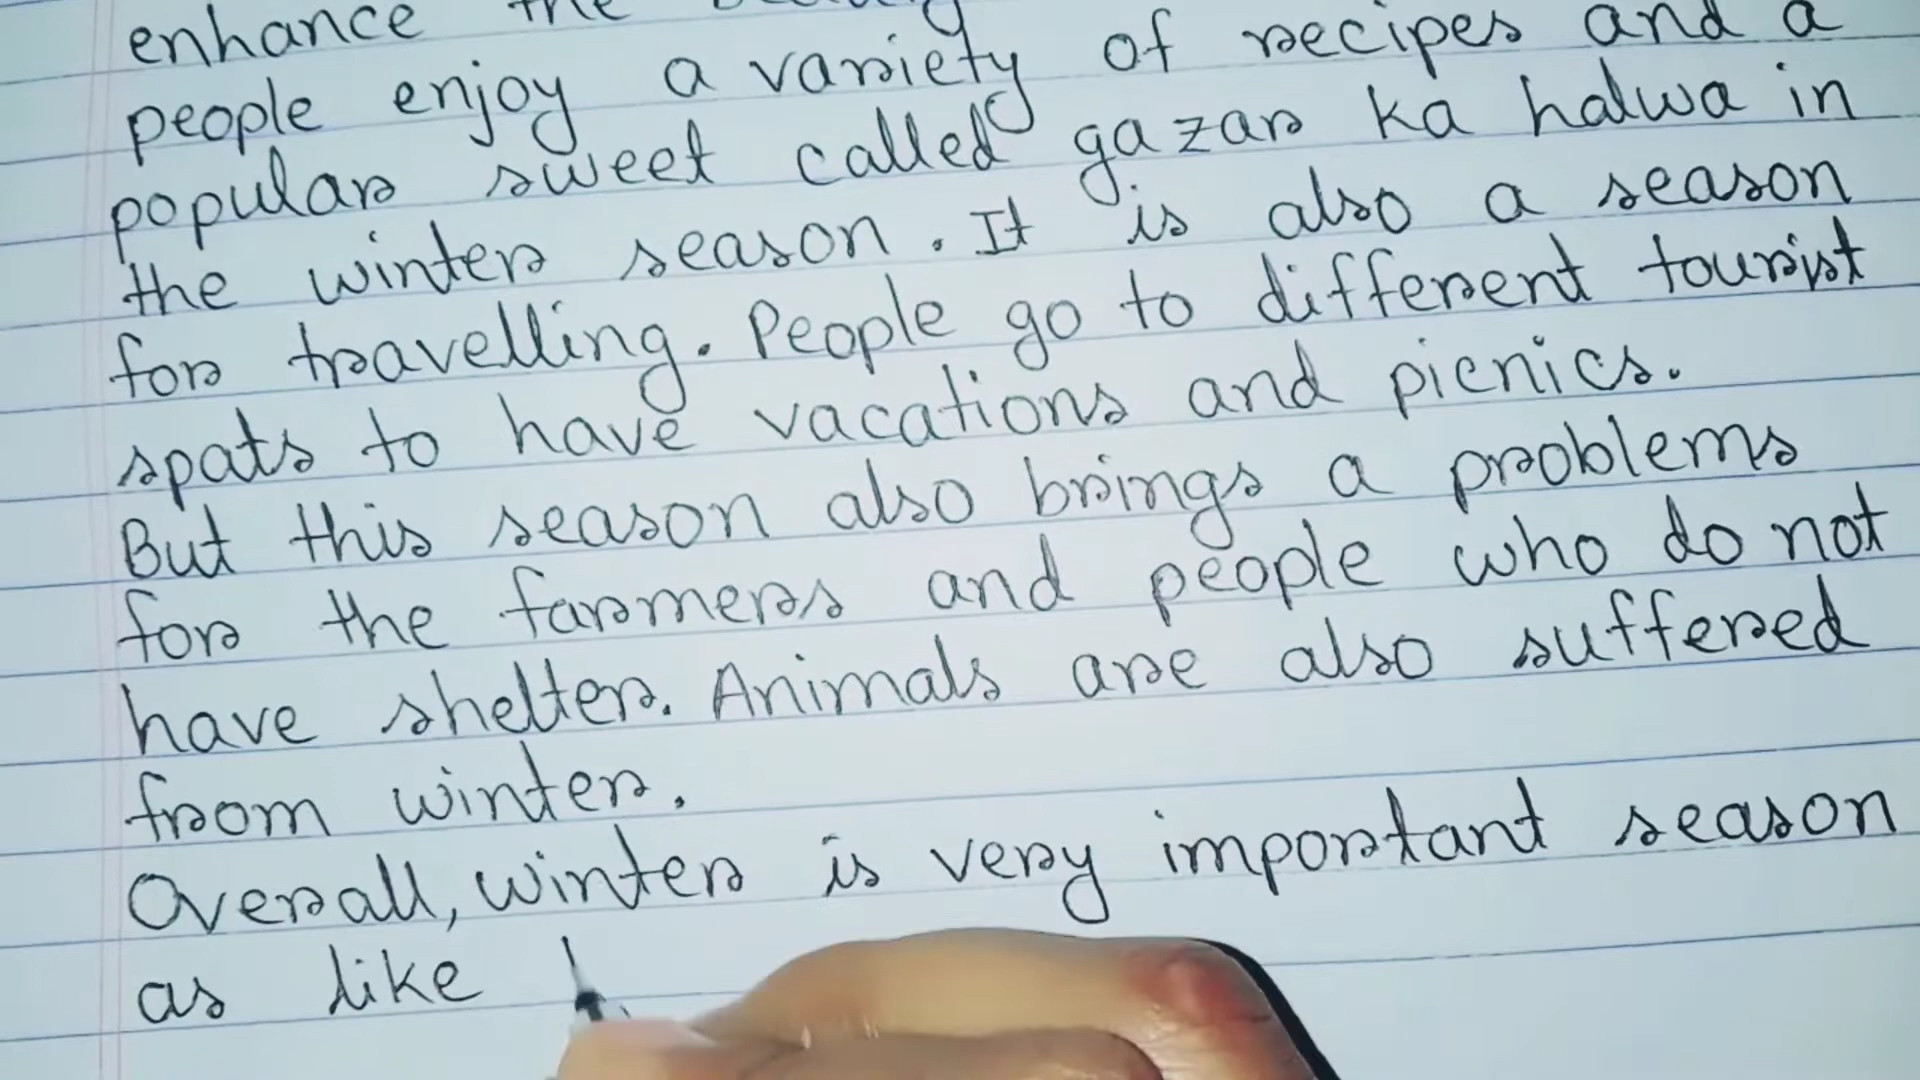 enhance the
people enjoy a variety of recipes and a
popular sweet called gazar ka halwa in
the winter season. It is also a season
for travelling. People go to different tourist
spats to have vacations and picnics.
But this season also brings a problems
for the farmers and people who do not
have shelter. Animals are also suffered
from winter.
Overall, winter is very important season
as like